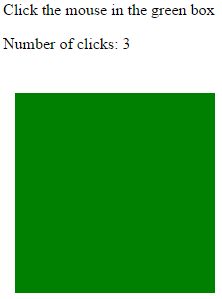 Click the mouse in the green box
Number of clicks: 3